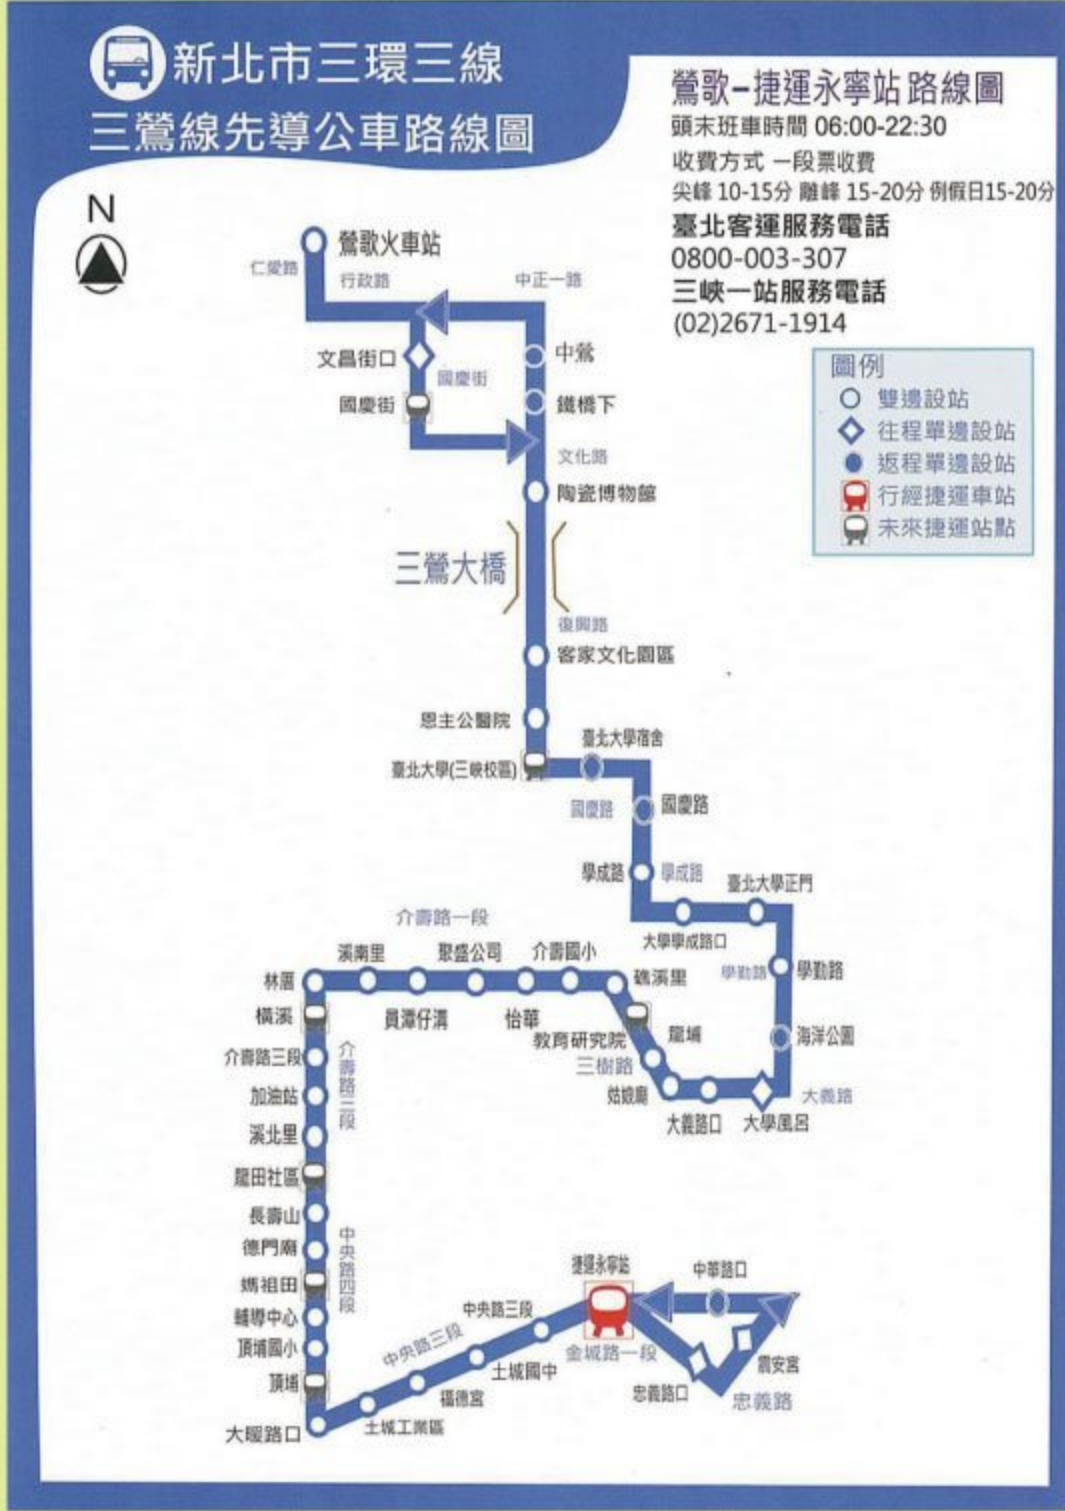 新北市三環三線
三鶯線先導公車路線圖
鶯歌-捷運永寧站 路線圖
頭末班車時間 06:00-22:30
收費方式 一段票收費
尖峰 10-15分 離峰 15-20分 例假日15-20分
臺北客運服務電話
0800-003-307
三峽一站服務電話
(02)2671-1914
N
鶯歌火車站
仁愛路
行政路
中正一路
文昌街口
國慶街
中鶯
國慶街
鐵橋下
文化路
陶瓷博物館
圖例
雙邊設站
往程單邊設站
返程單邊設站
行經捷運車站
未來捷運站點
三鶯大橋
復興路
客家文化園區
恩主公醫院
臺北大學宿舍
臺北大學(三峽校區)
國慶路
國慶路
學成路
學成路
臺北大學正門
大學學成路口
學勤路
學勤路
海洋公園
大義路
大學風呂
大義路口
姑娘廟
三樹路
龍埔
教育研究院
礁溪里
介壽路一段
介壽國小
怡華
聚盛公司
員潭仔溝
溪南里
林厝
橫溪
介壽路三段
介壽路三段
加油站
溪北里
龍田社區
長壽山
德門廟
中央路四段
媽祖田
輔導中心
頂埔國小
頂埔
大暖路口
土城工業區
福德宮
中央路三段
土城國中
中央路三段
捷運永寧站
金城路一段
中華路口
震安宮
忠義路口
忠義路